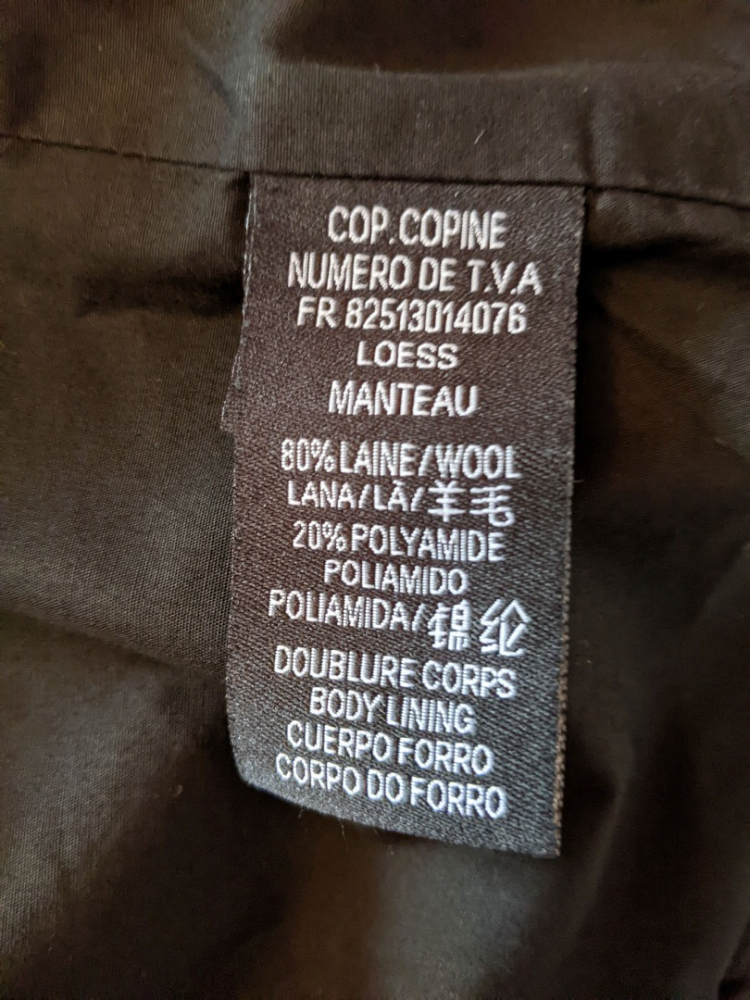 COP.COPINE
NUMERO DE T.V.A
FR 82513014076
LOESS
MANTEAU
80% LAINE/WOOL
LANA/LÃ/羊毛
20% POLYAMIDE
POLIAMIDO
POLIAMIDA/锦纶
DOUBLURE CORPS
BODY LINING
CUERPO FORRO
CORPO DO FORRO